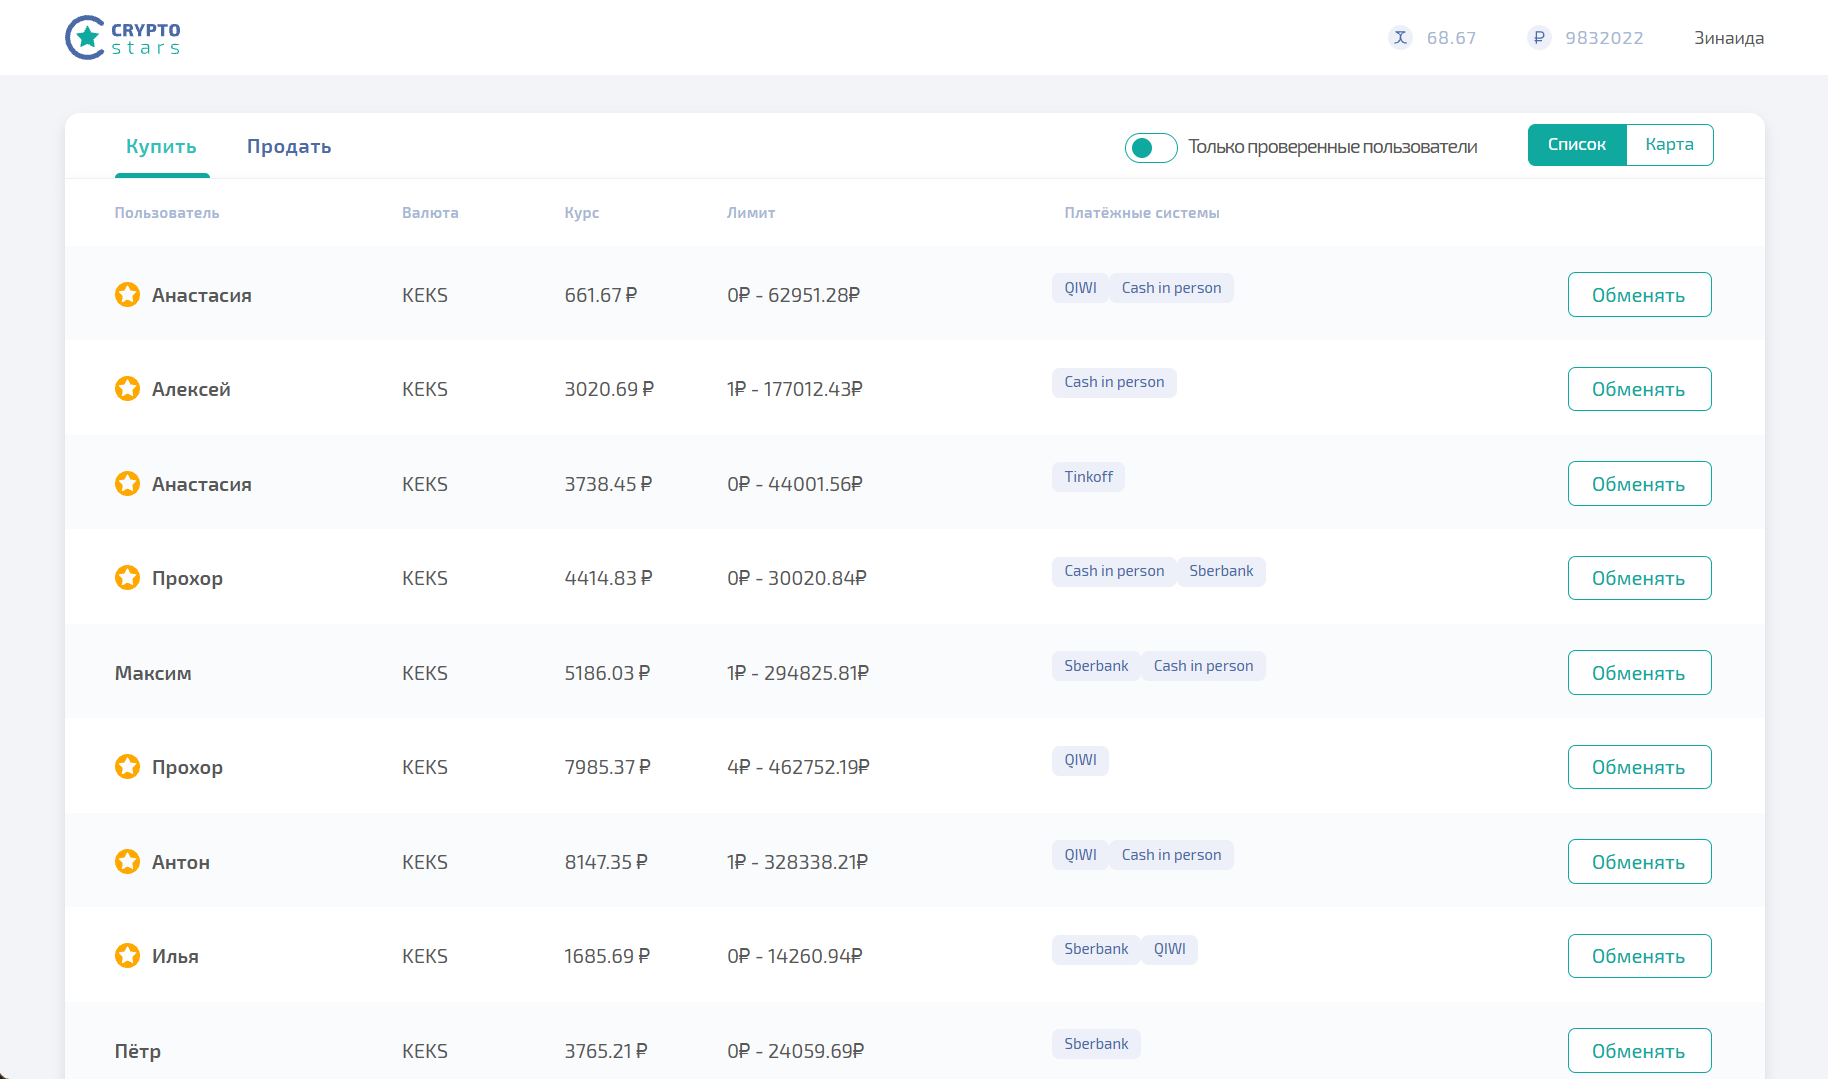 CRYPTO
stars
68.67
₽ 9832022
Зинаида
Купить
Продать
Только проверенные пользователи
Список
Карта
Пользователь Валюта Курс Лимит Платёжные системы
Анастасия KEKS 661.67 ₽ 0₽ - 62951.28₽ QIWI Cash in person Обменять
Алексей KEKS 3020.69 ₽ 1₽ - 177012.43₽ Cash in person Обменять
Анастасия KEKS 3738.45 ₽ 0₽ - 44001.56₽ Tinkoff Обменять
Прохор KEKS 4414.83 ₽ 0₽ - 30020.84₽ Cash in person Sberbank Обменять
Максим KEKS 5186.03 ₽ 1₽ - 294825.81₽ Sberbank Cash in person Обменять
Прохор KEKS 7985.37 ₽ 4₽ - 462752.19₽ QIWI Обменять
Антон KEKS 8147.35 ₽ 1₽ - 328338.21₽ QIWI Cash in person Обменять
Илья KEKS 1685.69 ₽ 0₽ - 14260.94₽ Sberbank QIWI Обменять
Пётр KEKS 3765.21 ₽ 0₽ - 24059.69₽ Sberbank Обменять